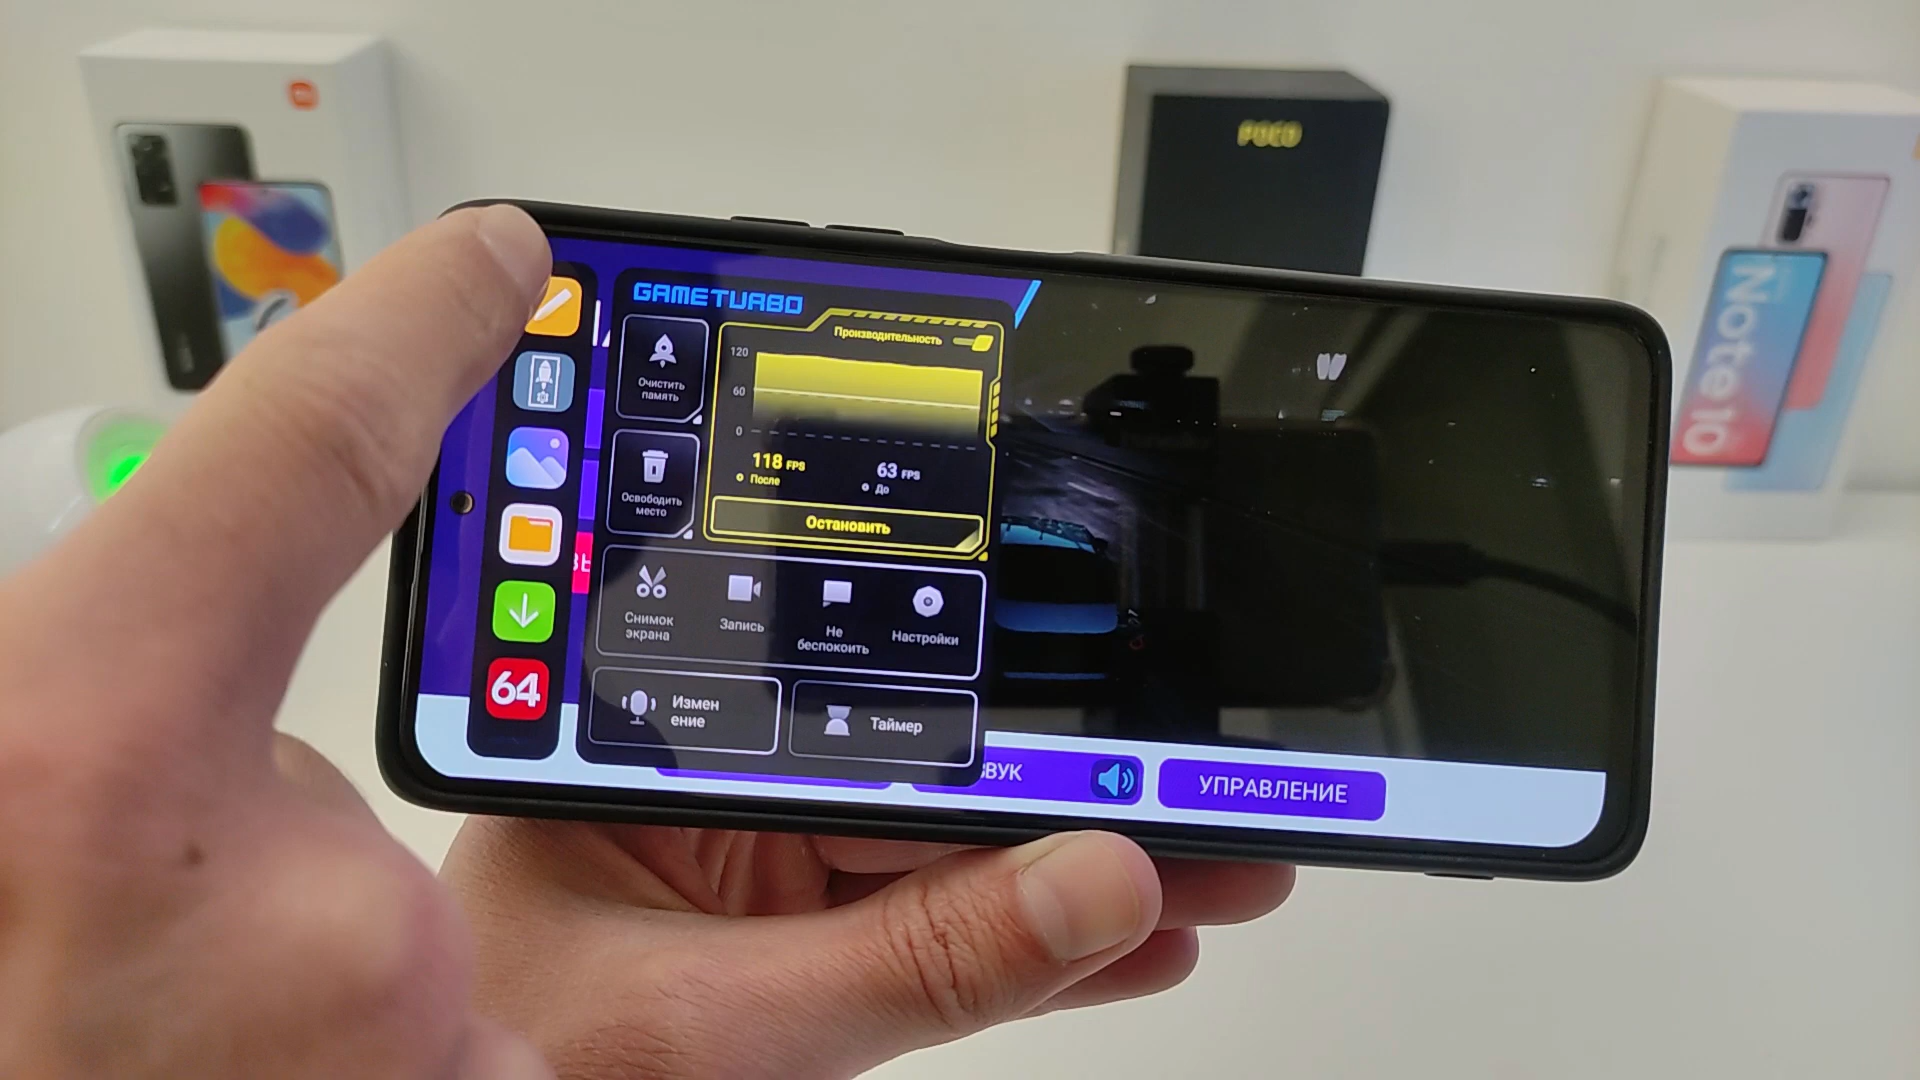 POCO
Note 10
GAMETURBO
Производительность
Очистить
память
120
60
0
118 FPS
После
63 FPS
До
Освободить
место
Остановить
Снимок
экрана
Запись
Не
беспокоить
Настройки
64
Измен
ение
Таймер
ЗВУК
УПРАВЛЕНИЕ